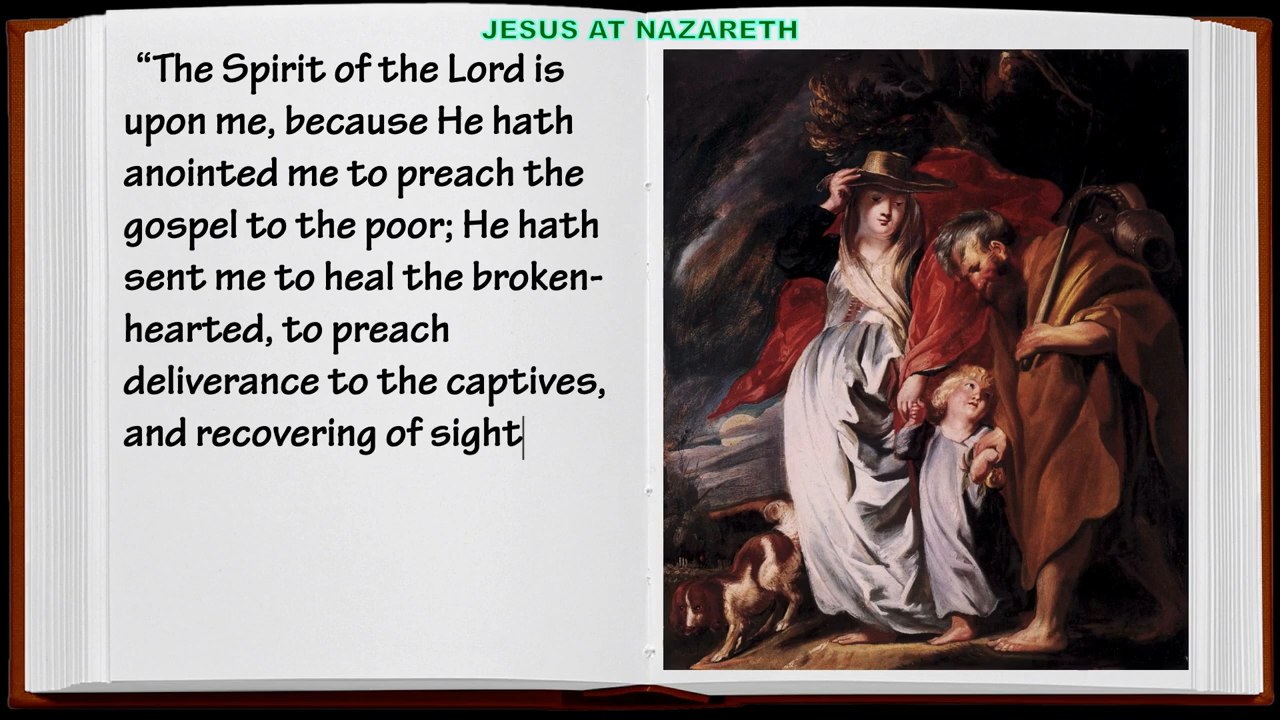 JESUS AT NAZARETH
“The Spirit of the Lord is
upon me, because He hath
anointed me to preach the
gospel to the poor; He hath
sent me to heal the broken-
hearted, to preach
deliverance to the captives,
and recovering of sight